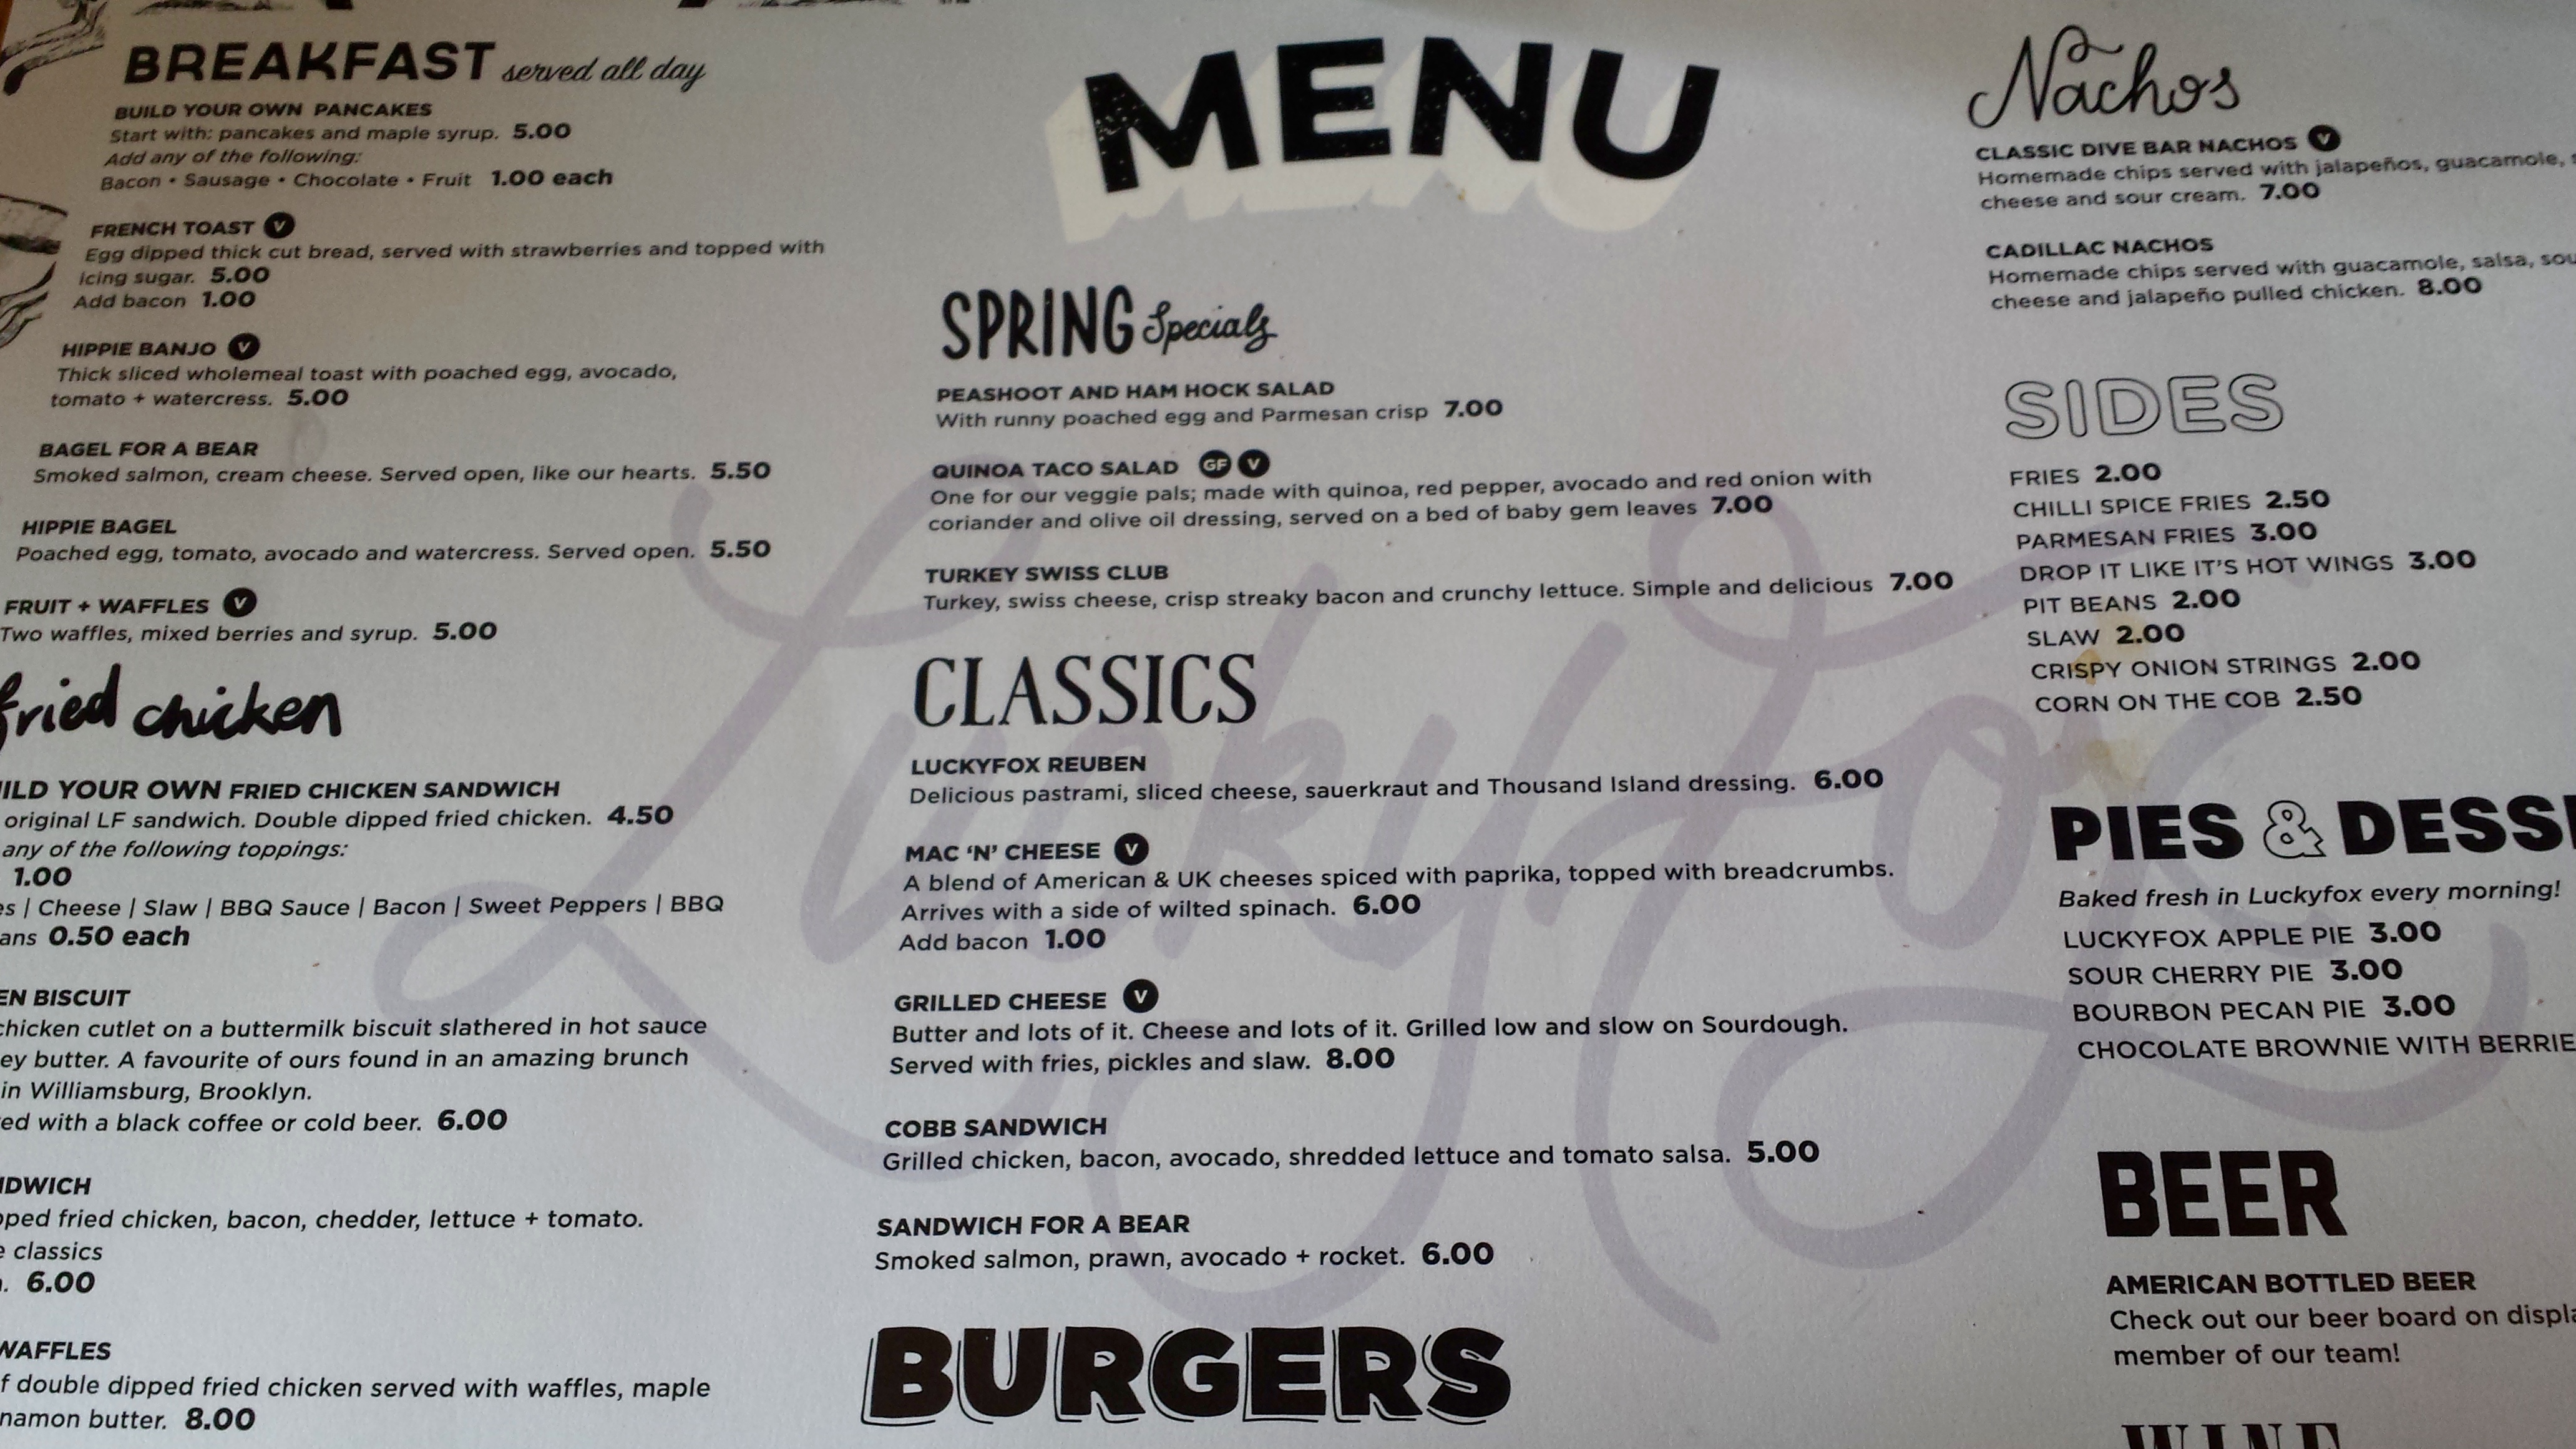 BREAKFAST served all day
BUILD YOUR OWN PANCAKES
Start with: pancakes and maple syrup. 5.00
Add any of the following:
Bacon • Sausage • Chocolate • Fruit 1.00 each
FRENCH TOAST V
Egg dipped thick cut bread, served with strawberries and topped with
icing sugar. 5.00
Add bacon 1.00
HIPPIE BANJO V
Thick sliced wholemeal toast with poached egg, avocado,
tomato + watercress. 5.00
BAGEL FOR A BEAR
Smoked salmon, cream cheese. Served open, like our hearts. 5.50
HIPPIE BAGEL
Poached egg, tomato, avocado and watercress. Served open. 5.50
FRUIT + WAFFLES V
Two waffles, mixed berries and syrup. 5.00
fried chicken
YOUR OWN FRIED CHICKEN SANDWICH
original LF sandwich. Double dipped fried chicken. 4.50
any of the following toppings:
1.00
| Cheese | Slaw | BBQ Sauce | Bacon | Sweet Peppers | BBQ
0.50 each
BISCUIT
chicken cutlet on a buttermilk biscuit slathered in hot sauce
butter. A favourite of ours found in an amazing brunch
in Williamsburg, Brooklyn.
with a black coffee or cold beer. 6.00
fried chicken, bacon, chedder, lettuce + tomato.
classics
6.00
WAFFLES
double dipped fried chicken served with waffles, maple
butter. 8.00
MENU
SPRING Specials
PEASHOOT AND HAM HOCK SALAD
With runny poached egg and Parmesan crisp 7.00
QUINOA TACO SALAD GF V
One for our veggie pals; made with quinoa, red pepper, avocado and red onion with
coriander and olive oil dressing, served on a bed of baby gem leaves 7.00
TURKEY SWISS CLUB
Turkey, swiss cheese, crisp streaky bacon and crunchy lettuce. Simple and delicious 7.00
CLASSICS
LUCKYFOX REUBEN
Delicious pastrami, sliced cheese, sauerkraut and Thousand Island dressing. 6.00
MAC 'N' CHEESE V
A blend of American & UK cheeses spiced with paprika, topped with breadcrumbs.
Arrives with a side of wilted spinach. 6.00
Add bacon 1.00
GRILLED CHEESE V
Butter and lots of it. Cheese and lots of it. Grilled low and slow on Sourdough.
Served with fries, pickles and slaw. 8.00
COBB SANDWICH
Grilled chicken, bacon, avocado, shredded lettuce and tomato salsa. 5.00
SANDWICH FOR A BEAR
Smoked salmon, prawn, avocado + rocket. 6.00
BURGERS
LuckyFox
Nachos
CLASSIC DIVE BAR NACHOS V
Homemade chips served with jalapeños, guacamole,
cheese and sour cream. 7.00
CADILLAC NACHOS
Homemade chips served with guacamole, salsa,
cheese and jalapeño pulled chicken. 8.00
SIDES
FRIES 2.00
CHILLI SPICE FRIES 2.50
PARMESAN FRIES 3.00
DROP IT LIKE IT'S HOT WINGS 3.00
PIT BEANS 2.00
SLAW 2.00
CRISPY ONION STRINGS 2.00
CORN ON THE COB 2.50
PIES &
Baked fresh in Luckyfox every morning!
LUCKYFOX APPLE PIE 3.00
SOUR CHERRY PIE 3.00
BOURBON PECAN PIE 3.00
CHOCOLATE BROWNIE WITH
BEER
AMERICAN BOTTLED BEER
Check out our beer board on
member of our team!
WINE